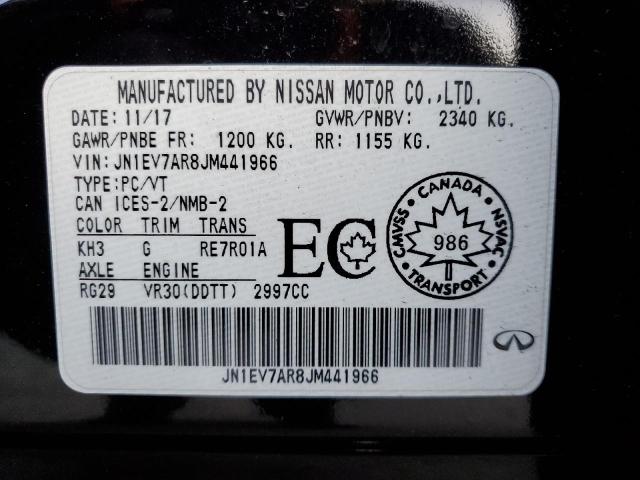 MANUFACTURED BY NISSAN MOTOR CO.,LTD.
DATE: 11/17 GVWR/PNBV: 2340 KG.
GAWR/PNBE FR: 1200 KG. RR: 1155 KG.
VIN: JN1EV7AR8JM441966
TYPE: PC/VT
CAN ICES-2/NMB-2
COLOR TRIM TRANS
KH3 G RE7R01A
AXLE ENGINE
RG29 VR30(DDTT) 2997CC
EC
CANADA
CMVSS
NSVAC
986
TRANSPORT
JN1EV7AR8JM441966